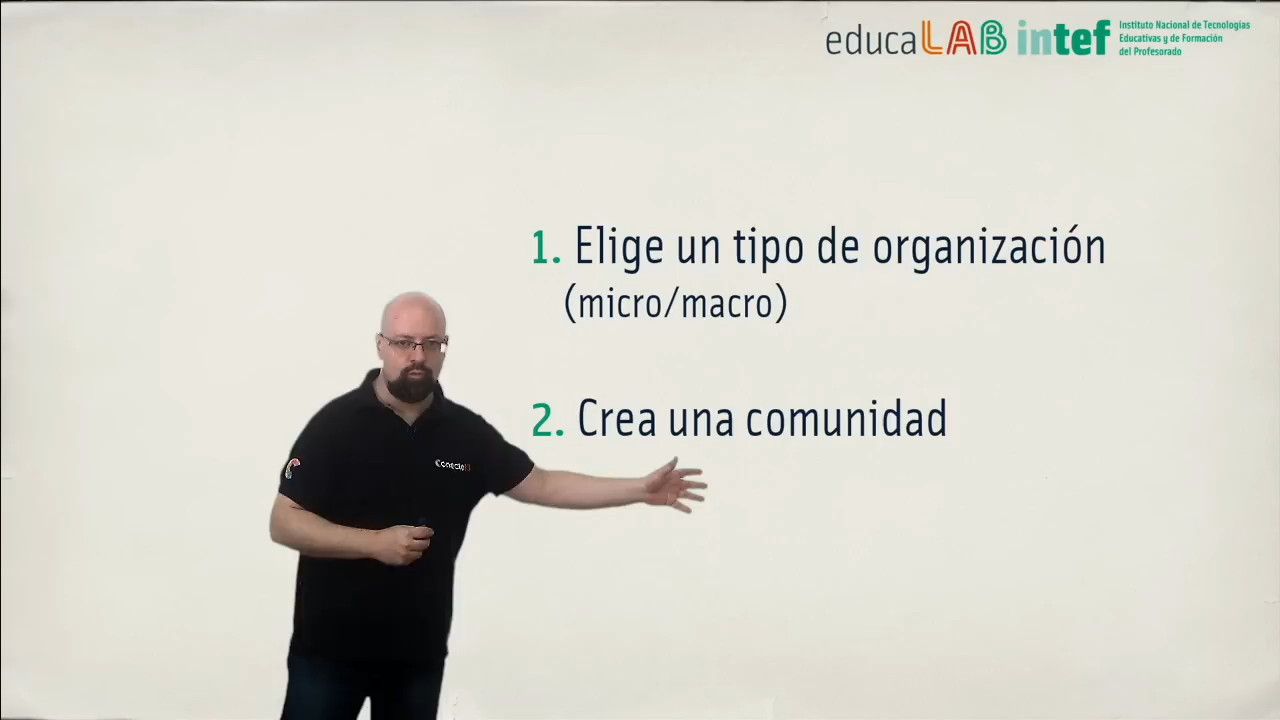 educaLAB intef Instituto Nacional de Tecnologías
Educativas y de Formación
del Profesorado
1. Elige un tipo de organización
(micro/macro)
2. Crea una comunidad